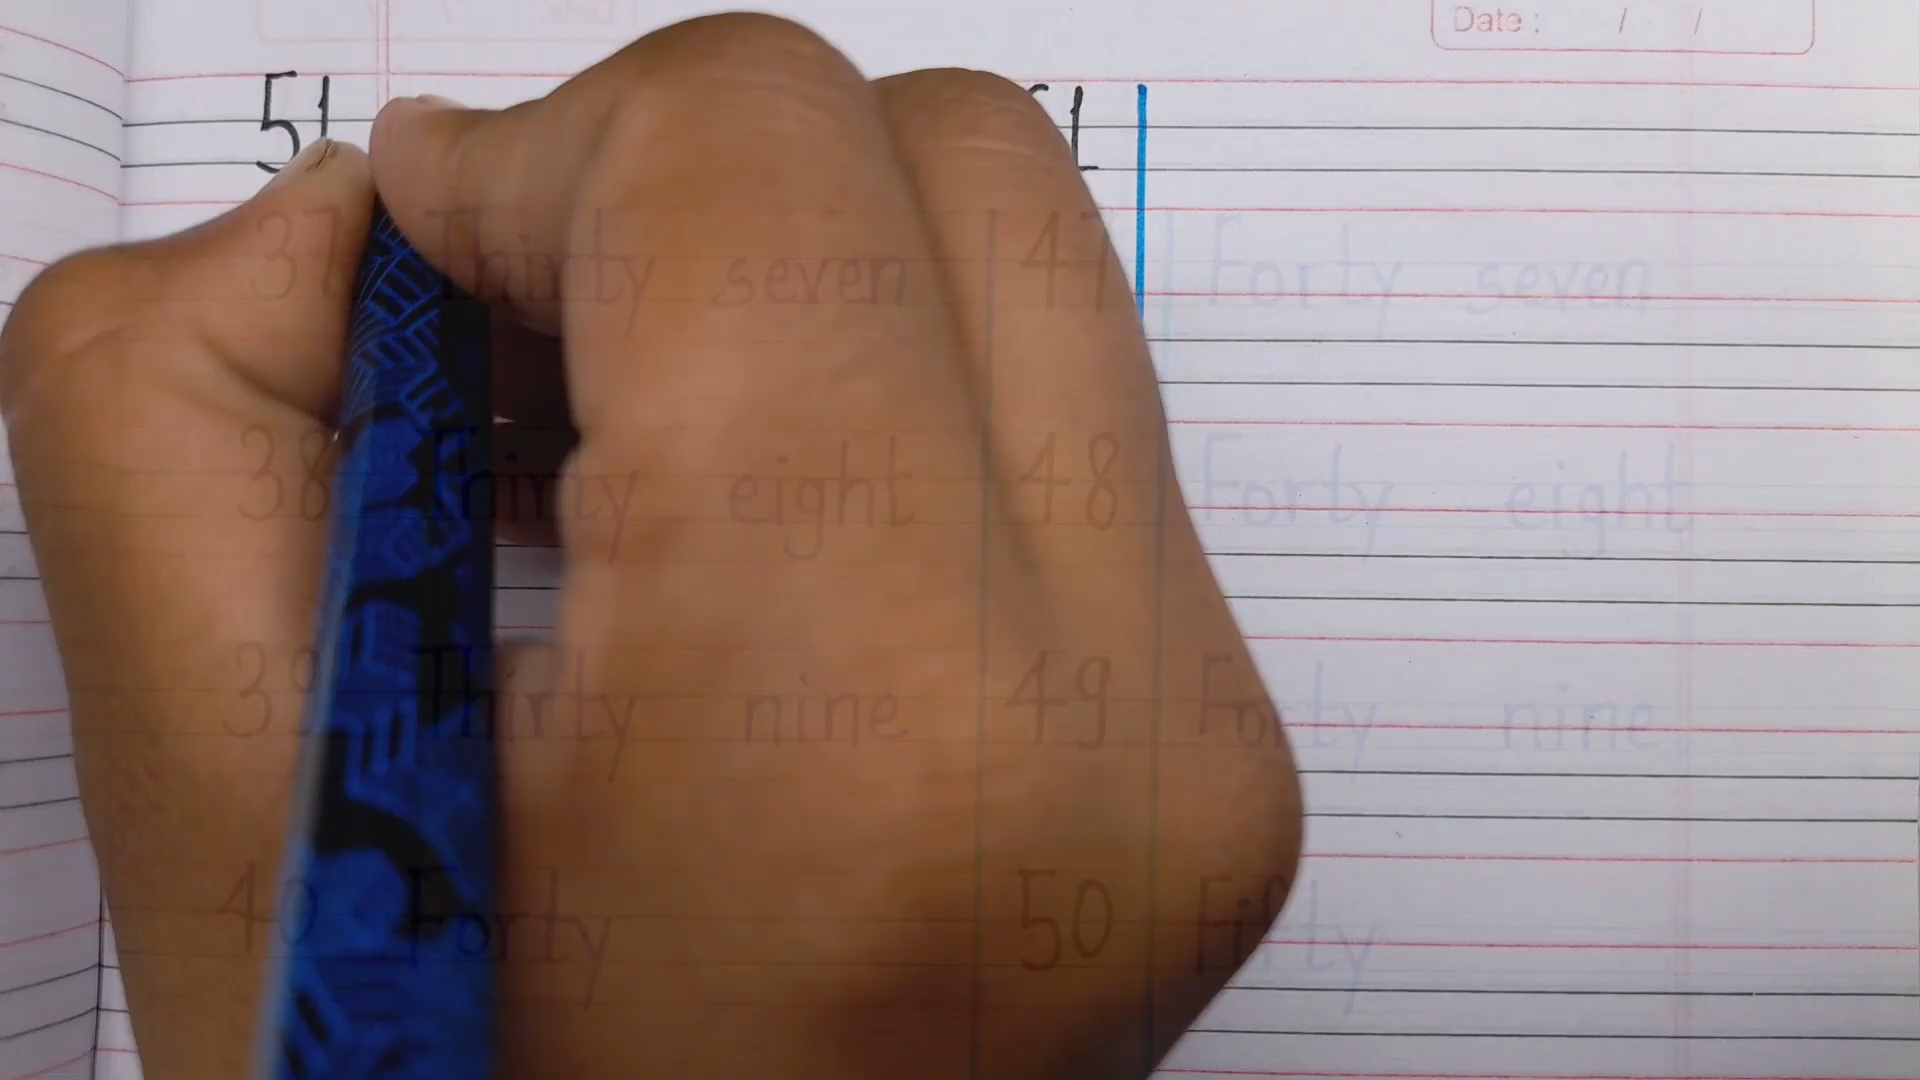 Date : / /
51 61
37 Thirty seven 47 Forty seven
38 Thirty eight 48 Forty eight
39 Thirty nine 49 Forty nine
40 Forty 50 Fifty